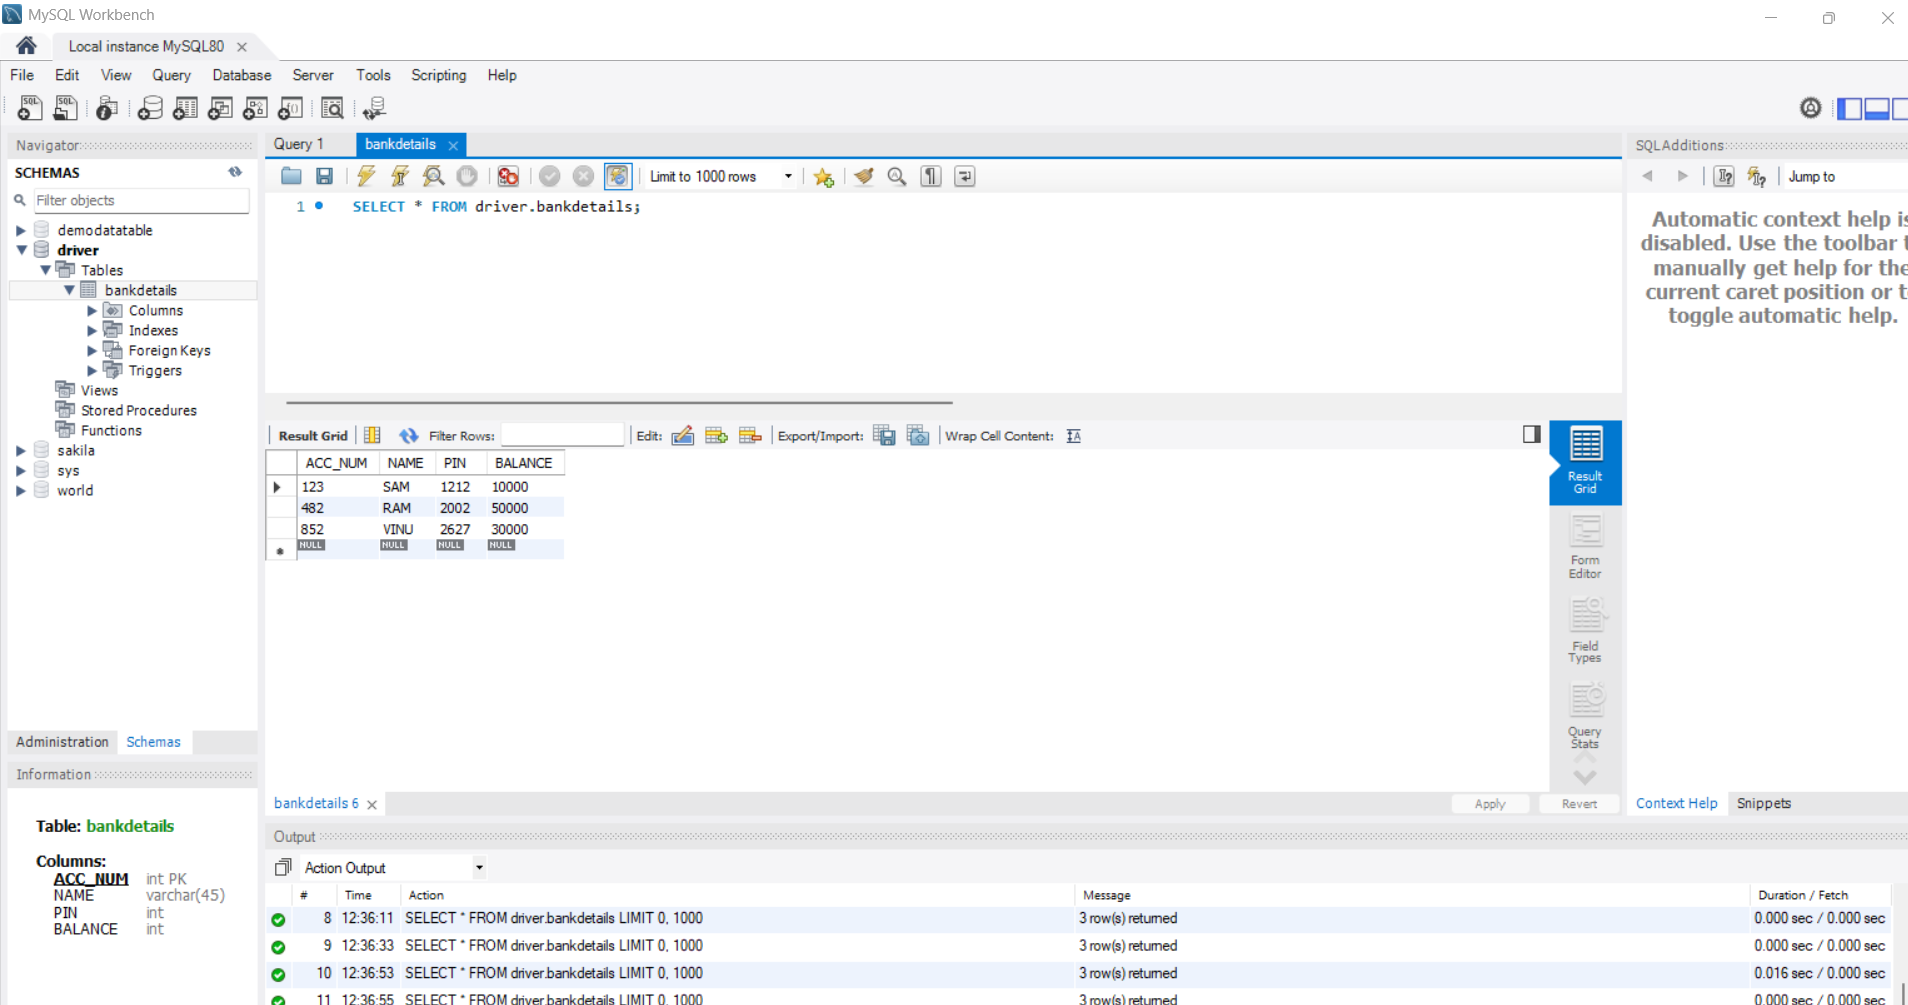 MySQL Workbench
Local instance MySQL80
File Edit View Query Database Server Tools Scripting Help
Navigator
SCHEMAS
Filter objects
demodatatable
driver
Tables
bankdetails
Columns
Indexes
Foreign Keys
Triggers
Views
Stored Procedures
Functions
sakila
sys
world
Administration Schemas
Information
Table: bankdetails
Columns:
ACC_NUM int PK
NAME varchar(45)
PIN int
BALANCE int
Query 1 bankdetails
Limit to 1000 rows
1 SELECT * FROM driver.bankdetails;
Result Grid Filter Rows: Edit: Export/Import: Wrap Cell Content:
ACC_NUM NAME PIN BALANCE
123 SAM 1212 10000
482 RAM 2002 50000
852 VINU 2627 30000
NULL NULL NULL NULL
Result
Grid
Form
Editor
Field
Types
Query
Stats
bankdetails 6
Apply Revert
SQLAdditions
Jump to
Automatic context help is
disabled. Use the toolbar t
manually get help for the
current caret position or t
toggle automatic help.
Context Help Snippets
Output
Action Output
# Time Action Message Duration / Fetch
8 12:36:11 SELECT * FROM driver.bankdetails LIMIT 0, 1000 3 row(s) returned 0.000 sec / 0.000 sec
9 12:36:33 SELECT * FROM driver.bankdetails LIMIT 0, 1000 3 row(s) returned 0.000 sec / 0.000 sec
10 12:36:53 SELECT * FROM driver.bankdetails LIMIT 0, 1000 3 row(s) returned 0.016 sec / 0.000 sec
11 12:36:55 SELECT * FROM driver.bankdetails LIMIT 0, 1000 3 row(s) returned 0.000 sec / 0.000 sec